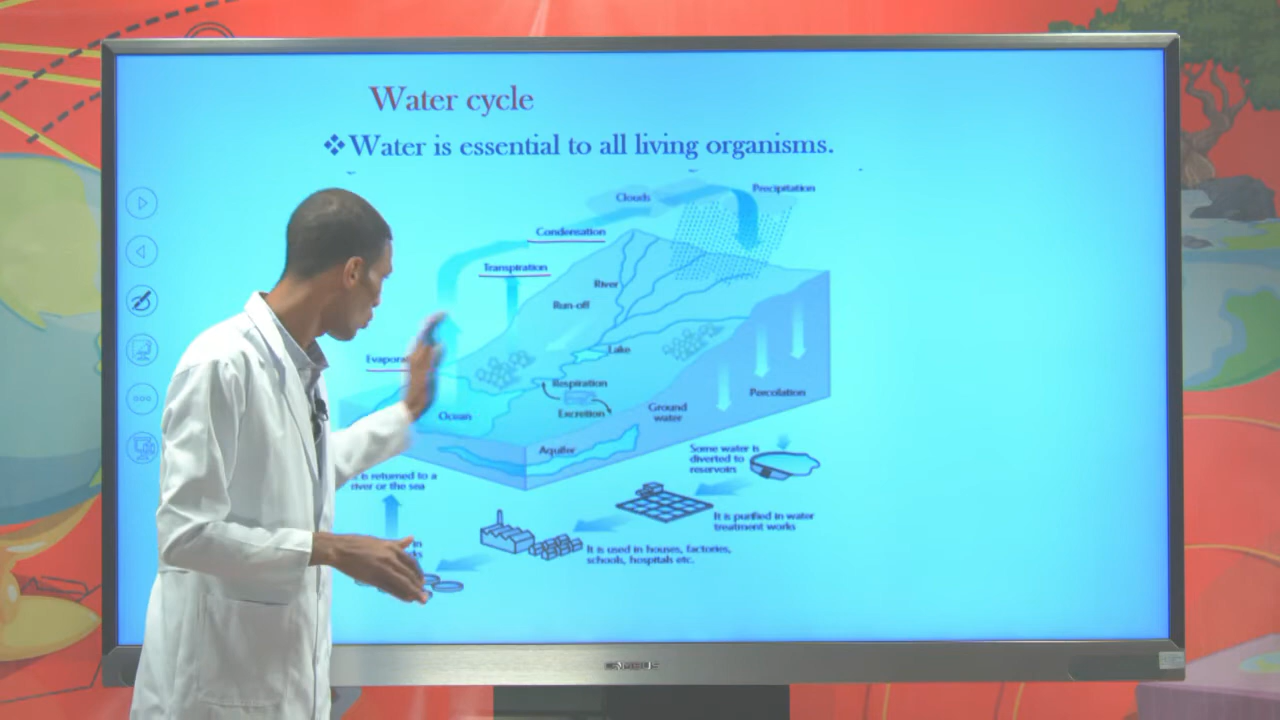 Water cycle
❖Water is essential to all living organisms.
Clouds
Precipitation
Condensation
Transpiration
River
Run-off
Lake
Respiration
Percolation
Excretion
Ground
water
Ocean
Aquifer
Some water is
diverted to
reservoirs
is returned to a
river or the sea
It is purified in water
treatment works
It is used in houses, factories,
schools, hospitals etc.